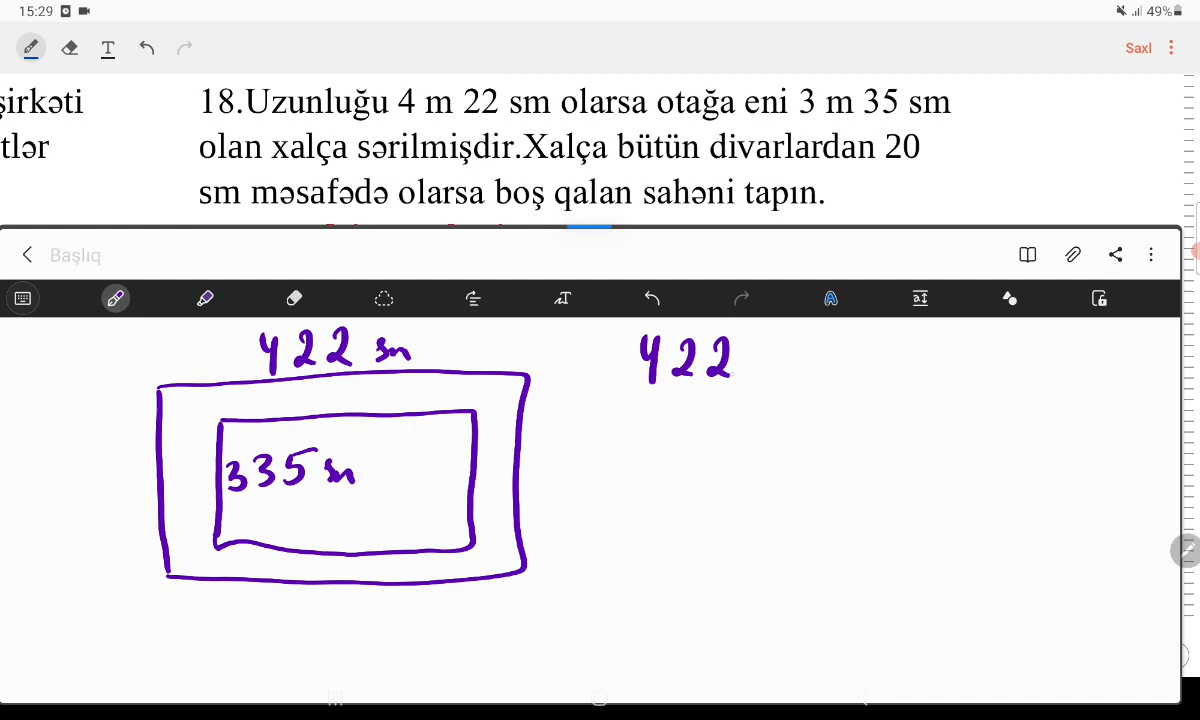 15:29
49%
Saxl
şirkəti
tlər
18.Uzunluğu 4 m 22 sm olarsa otağa eni 3 m 35 sm
olan xalça sərilmişdir.Xalça bütün divarlardan 20
sm məsafədə olarsa boş qalan sahəni tapın.
Başlıq
422 sm
422
335 sm